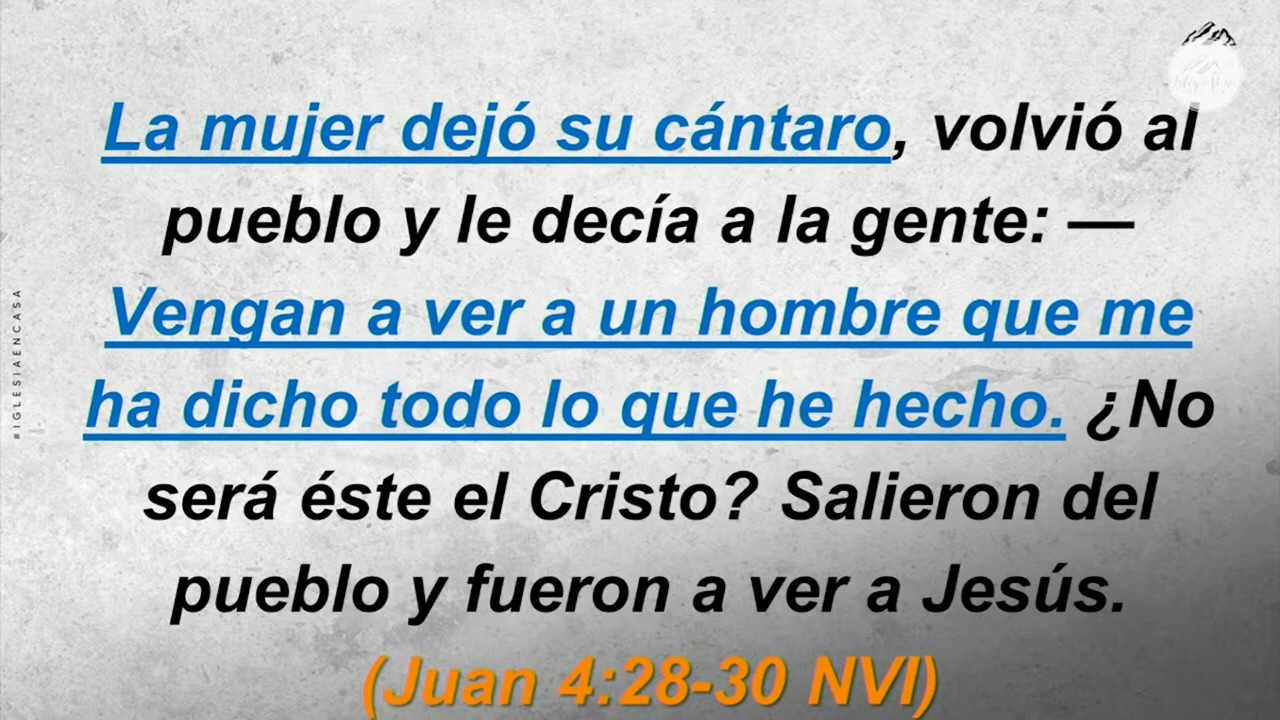 La mujer dejó su cántaro, volvió al
pueblo y le decía a la gente: —
Vengan a ver a un hombre que me
ha dicho todo lo que he hecho. ¿No
será éste el Cristo? Salieron del
pueblo y fueron a ver a Jesús.
(Juan 4:28-30 NVI)
#IGLESIAENCASA